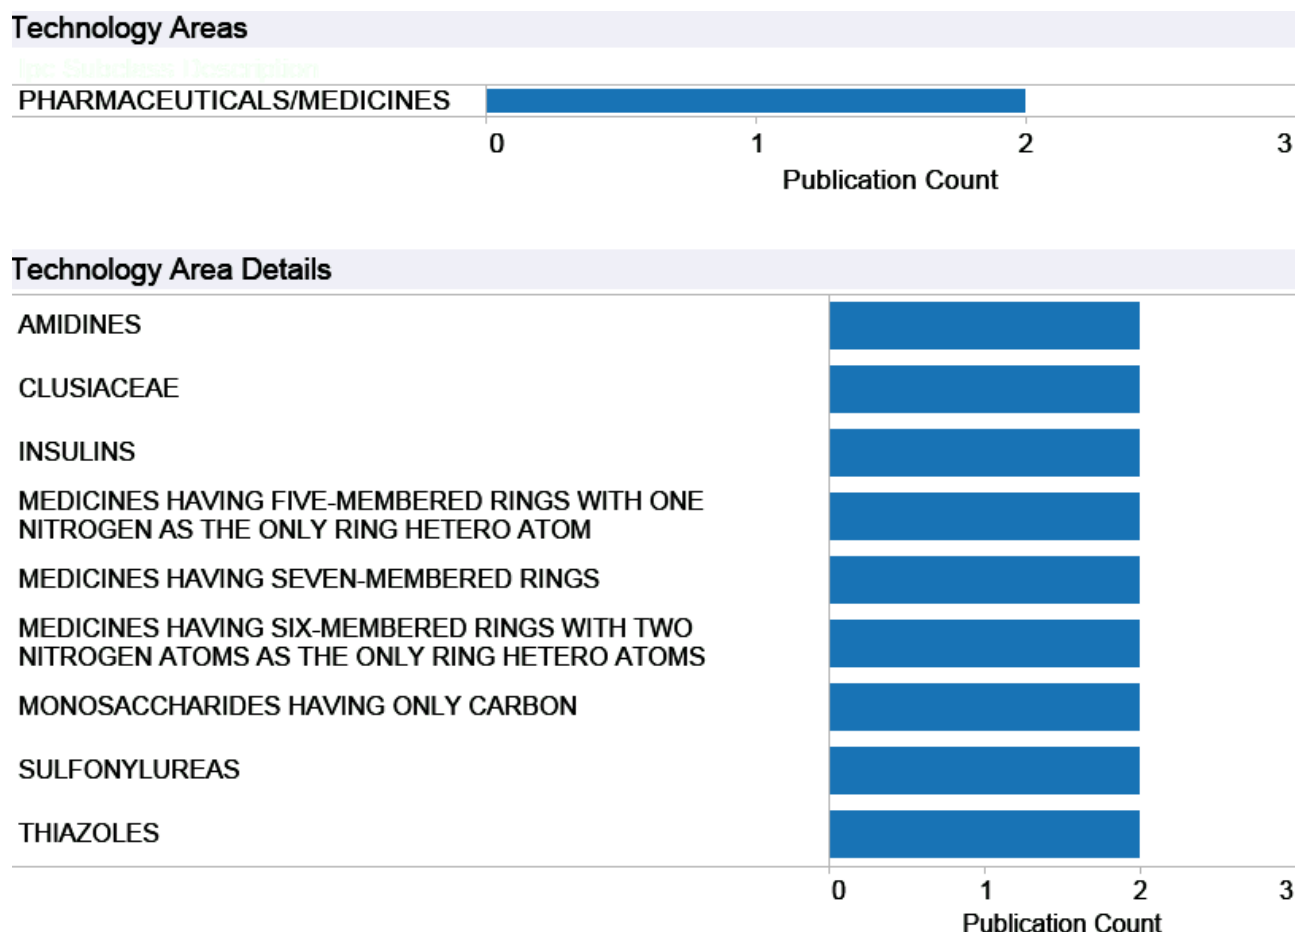 Technology Areas
Ipc Subclass Description
PHARMACEUTICALS/MEDICINES
0 1 2 3
Publication Count
Technology Area Details
AMIDINES
CLUSIACEAE
INSULINS
MEDICINES HAVING FIVE-MEMBERED RINGS WITH ONE
NITROGEN AS THE ONLY RING HETERO ATOM
MEDICINES HAVING SEVEN-MEMBERED RINGS
MEDICINES HAVING SIX-MEMBERED RINGS WITH TWO
NITROGEN ATOMS AS THE ONLY RING HETERO ATOMS
MONOSACCHARIDES HAVING ONLY CARBON
SULFONYLUREAS
THIAZOLES
0 1 2 3
Publication Count